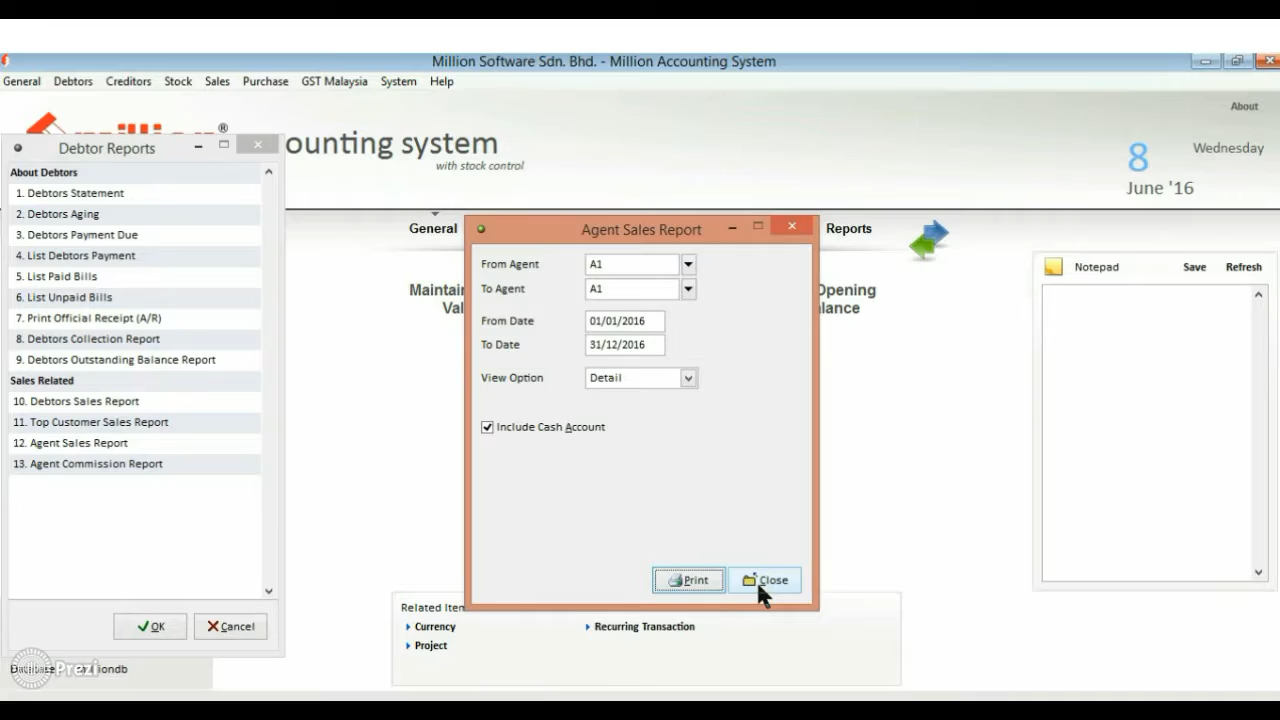 Million Software Sdn. Bhd. - Million Accounting System
General Debtors Creditors Stock Sales Purchase GST Malaysia System Help
About
®
ounting system
with stock control
8 Wednesday
June '16
Debtor Reports
About Debtors
1. Debtors Statement
2. Debtors Aging
3. Debtors Payment Due
4. List Debtors Payment
5. List Paid Bills
6. List Unpaid Bills
7. Print Official Receipt (A/R)
8. Debtors Collection Report
9. Debtors Outstanding Balance Report
Sales Related
10. Debtors Sales Report
11. Top Customer Sales Report
12. Agent Sales Report
13. Agent Commission Report
OK Cancel
General
Reports
Maintai
Val
Opening
lance
Agent Sales Report
From Agent A1
To Agent A1
From Date 01/01/2016
To Date 31/12/2016
View Option Detail
Include Cash Account
Print Close
Notepad Save Refresh
Related Iten
Currency Recurring Transaction
Project
Prezi
iondb